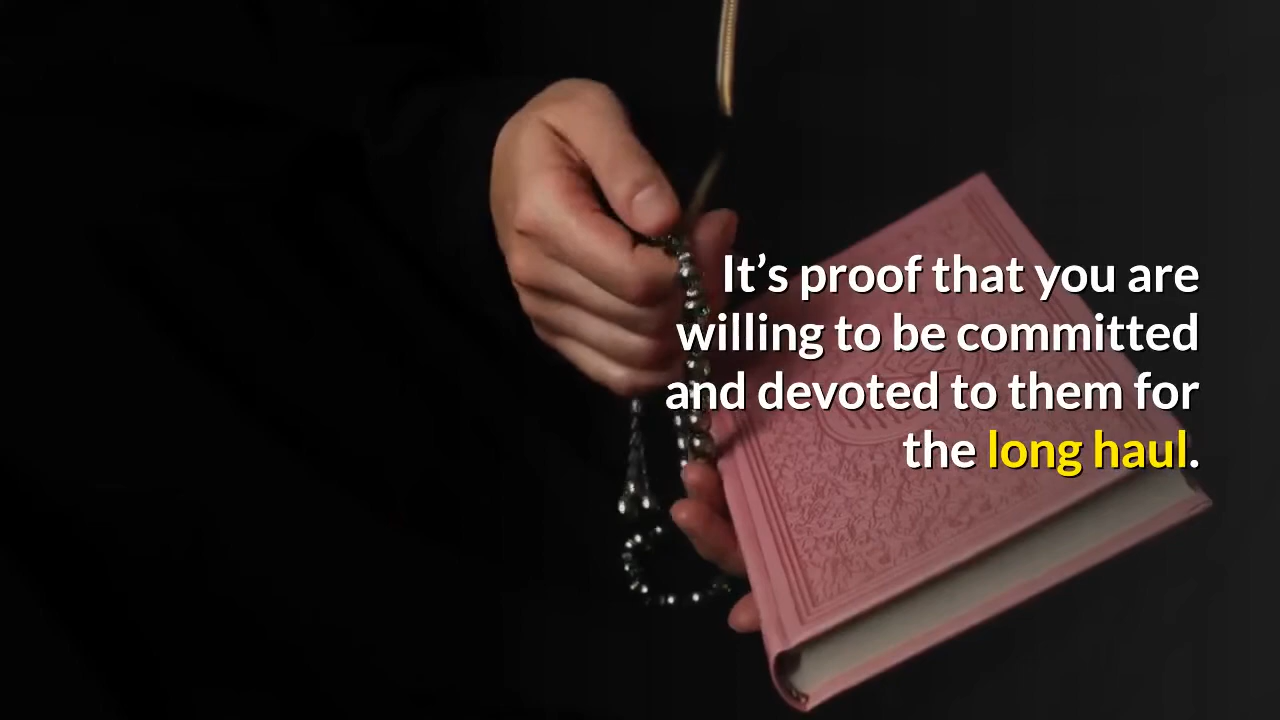 It’s proof that you are
willing to be committed
and devoted to them for
the long haul.